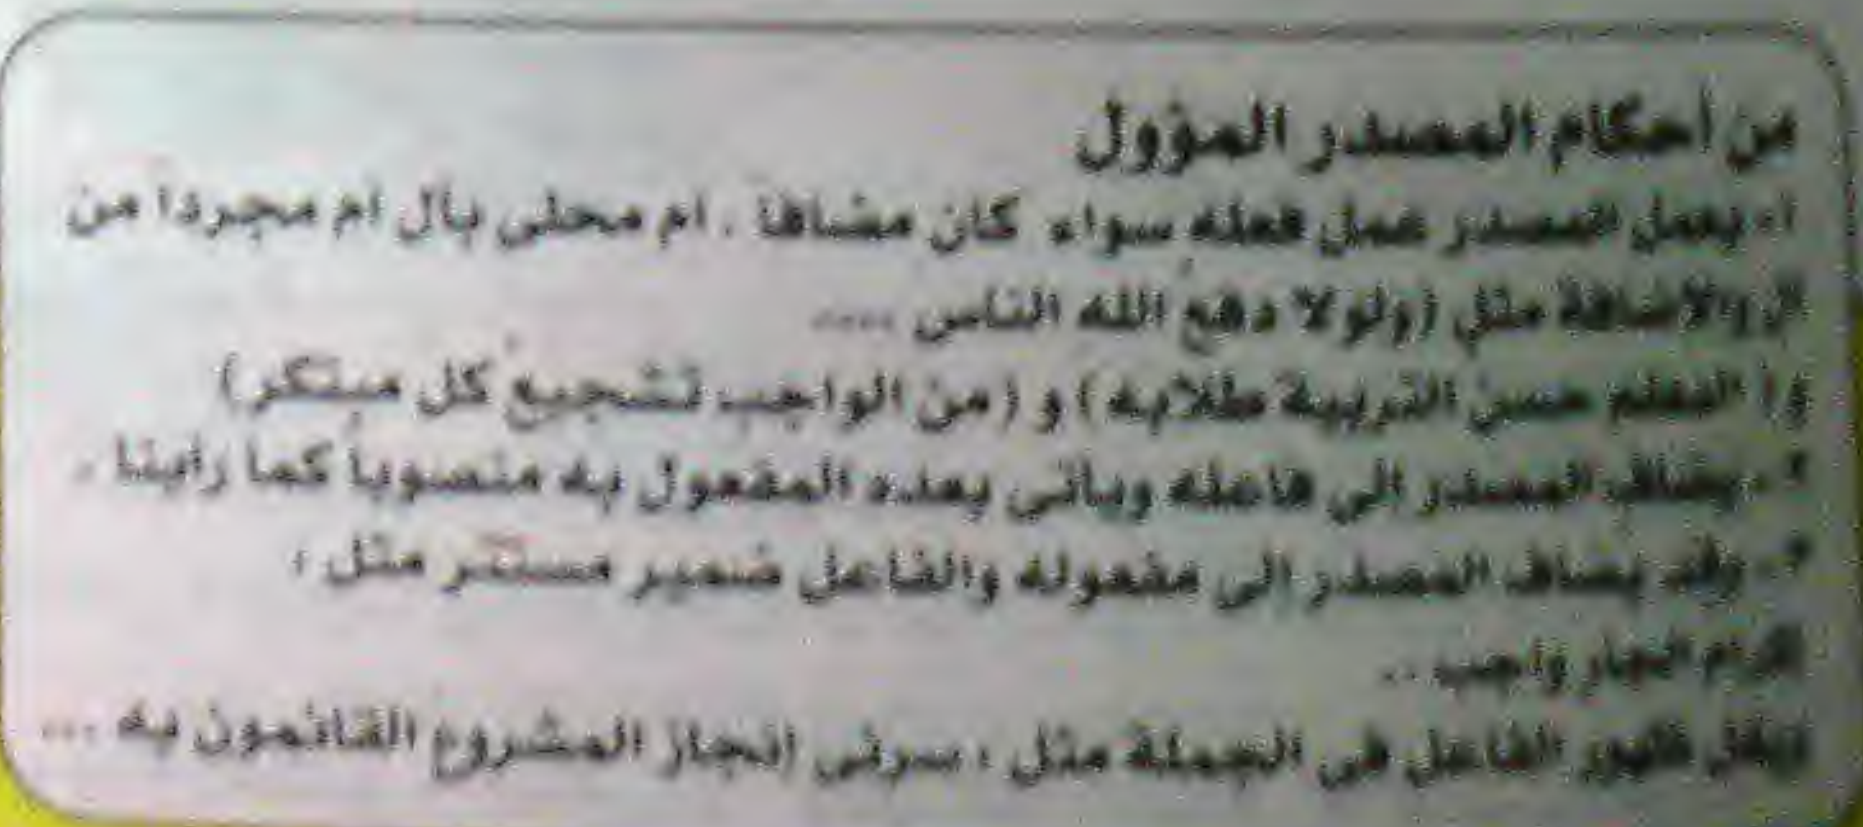 من أحكام المصدر المؤول
١- يعمل المصدر عمل فعله سواء كان مضافاً ، أم محلى بأل أم مجرداً من
أل والأضافة مثل (ولولا دفع الله الناس ....
و( المعلم حسن التربية طلابه ) و ( من الواجب تشجيع كل مبتكر )
٢- يضاف المصدر إلى فاعله ويأتي بعده المفعول به منصوباً كما رأينا .
٣- وقد يضاف المصدر إلى مفعوله والفاعل ضمير مستتر مثل :
إكرام الجار واجب ..
ظهور الفاعل في الجملة مثل : سرني إنجاز المشروع القائمون به ...